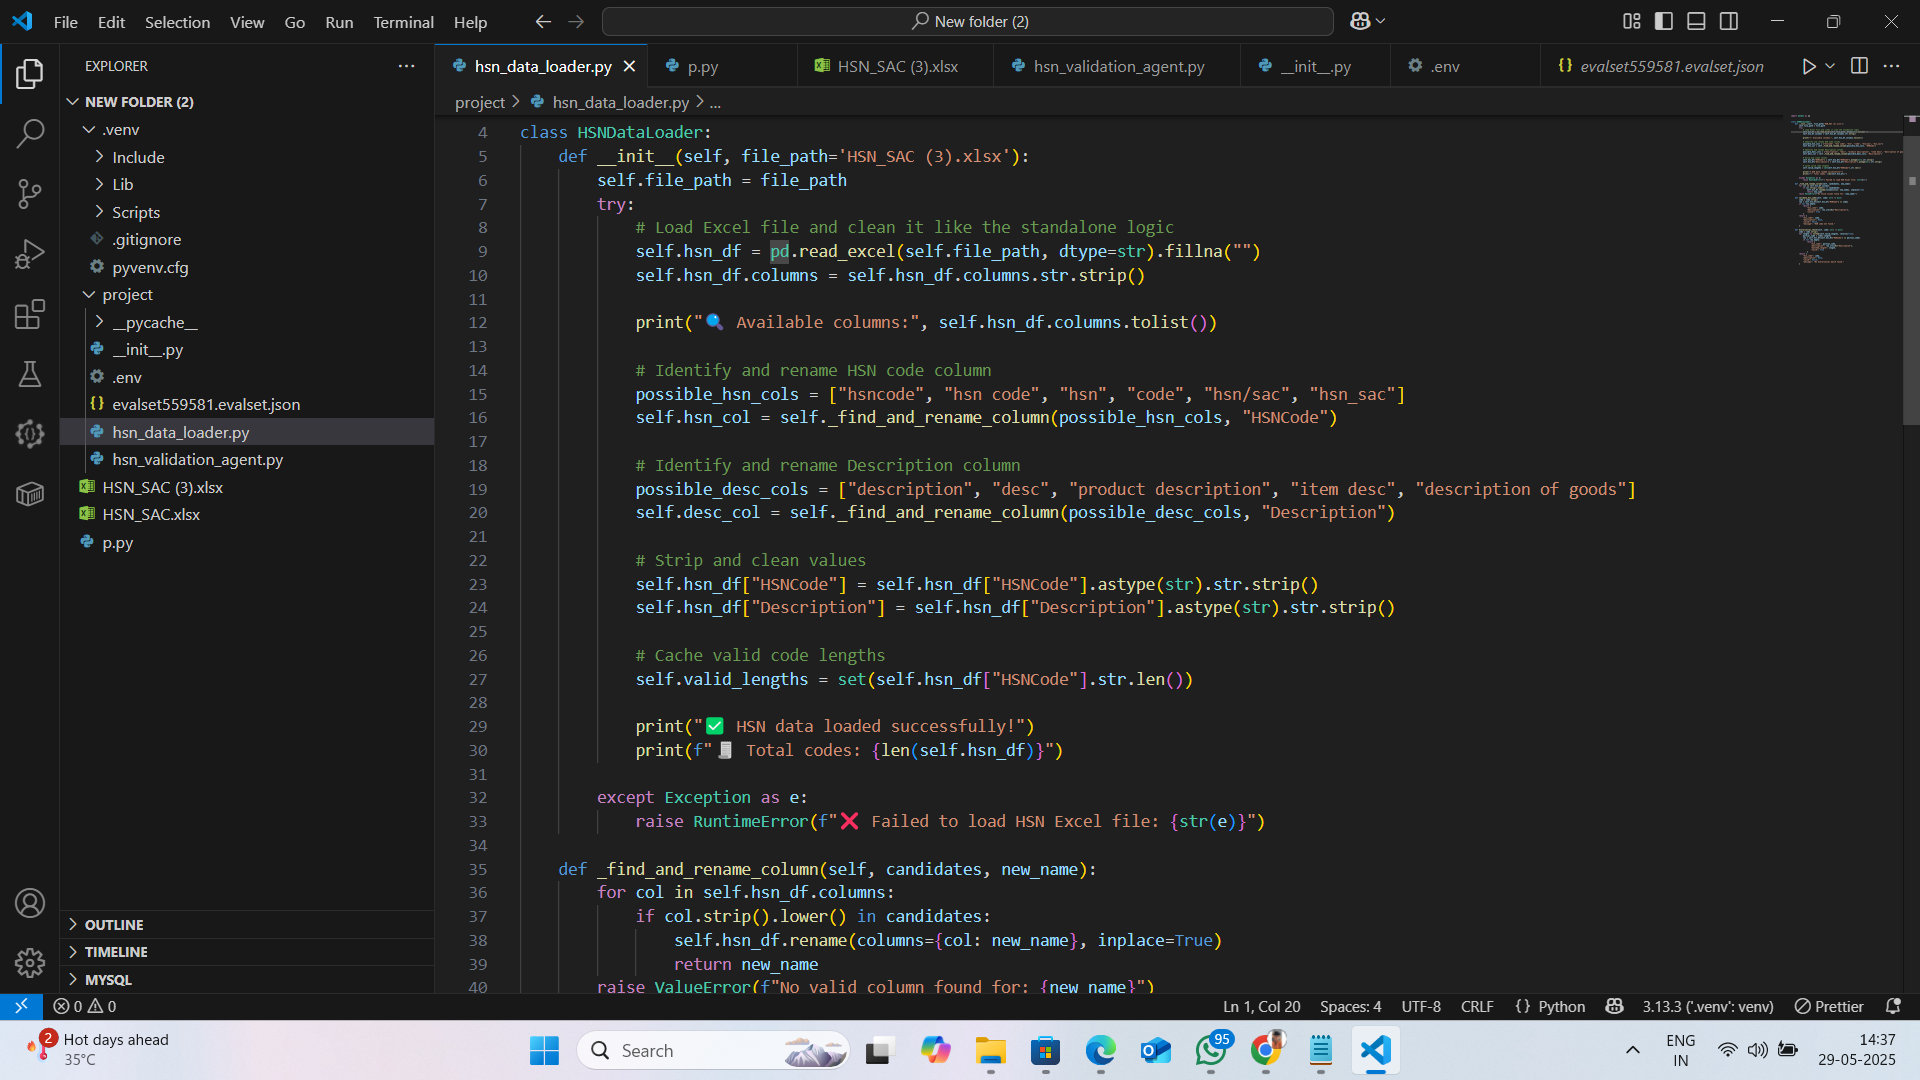 File Edit Selection View Go Run Terminal Help
New folder (2)
EXPLORER
NEW FOLDER (2)
.venv
Include
Lib
Scripts
.gitignore
pyvenv.cfg
project
__pycache__
__init__.py
.env
evalset559581.evalset.json
hsn_data_loader.py
hsn_validation_agent.py
HSN_SAC (3).xlsx
HSN_SAC.xlsx
p.py
OUTLINE
TIMELINE
MYSQL
hsn_data_loader.py p.py HSN_SAC (3).xlsx hsn_validation_agent.py __init__.py .env evalset559581.evalset.json
project > hsn_data_loader.py > ...
4 class HSNDataLoader:
5 def __init__(self, file_path='HSN_SAC (3).xlsx'):
6 self.file_path = file_path
7 try:
8 # Load Excel file and clean it like the standalone logic
9 self.hsn_df = pd.read_excel(self.file_path, dtype=str).fillna("")
10 self.hsn_df.columns = self.hsn_df.columns.str.strip()
11
12 print("🔍 Available columns:", self.hsn_df.columns.tolist())
13
14 # Identify and rename HSN code column
15 possible_hsn_cols = ["hsncode", "hsn code", "hsn", "code", "hsn/sac", "hsn_sac"]
16 self.hsn_col = self._find_and_rename_column(possible_hsn_cols, "HSNCode")
17
18 # Identify and rename Description column
19 possible_desc_cols = ["description", "desc", "product description", "item desc", "description of goods"]
20 self.desc_col = self._find_and_rename_column(possible_desc_cols, "Description")
21
22 # Strip and clean values
23 self.hsn_df["HSNCode"] = self.hsn_df["HSNCode"].astype(str).str.strip()
24 self.hsn_df["Description"] = self.hsn_df["Description"].astype(str).str.strip()
25
26 # Cache valid code lengths
27 self.valid_lengths = set(self.hsn_df["HSNCode"].str.len())
28
29 print("✅ HSN data loaded successfully!")
30 print(f"🧾 Total codes: {len(self.hsn_df)}")
31
32 except Exception as e:
33 raise RuntimeError(f"❌ Failed to load HSN Excel file: {str(e)}")
34
35 def _find_and_rename_column(self, candidates, new_name):
36 for col in self.hsn_df.columns:
37 if col.strip().lower() in candidates:
38 self.hsn_df.rename(columns={col: new_name}, inplace=True)
39 return new_name
40 raise ValueError(f"No valid column found for: {new_name}")
0 0 Ln 1, Col 20 Spaces: 4 UTF-8 CRLF {} Python 3.13.3 ('.venv': venv) Prettier
2 Hot days ahead
35°C
Search
95
ENG
IN
14:37
29-05-2025